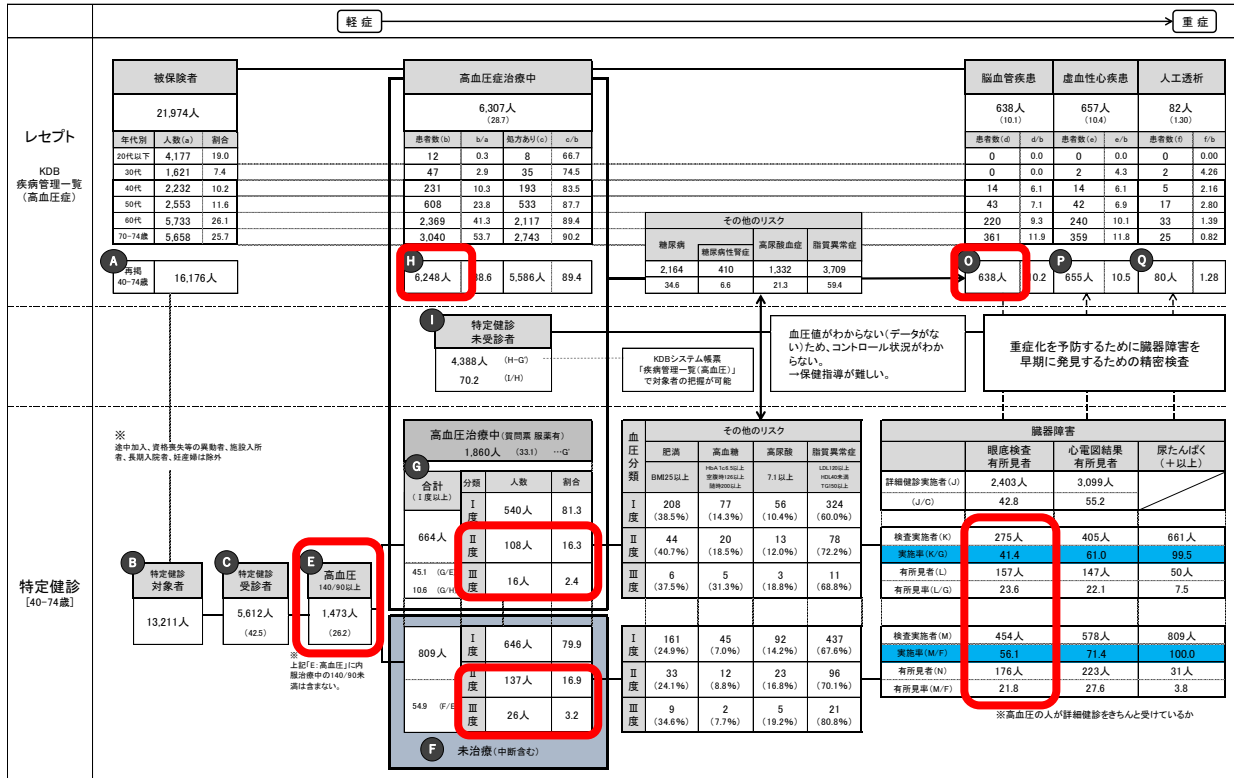 軽症
重症
レセプト
KDB
疾病管理一覧
(高血圧症)
被保険者
21,974人
年代別 人数(a) 割合
20代以下 4,177 19.0
30代 1,621 7.4
40代 2,232 10.2
50代 2,553 11.6
60代 5,733 26.1
70-74歳 5,658 25.7
A
再掲
40-74歳
16,176人
高血圧症治療中
6,307人
(28.7)
患者数(b) b/a 処方あり(c) c/b
12 0.3 8 66.7
47 2.9 35 74.5
231 10.3 193 83.5
608 23.8 533 87.7
2,369 41.3 2,117 89.4
3,040 53.7 2,743 90.2
H
6,248人 38.6 5,586人 89.4
その他のリスク
糖尿病 糖尿病性腎症 高尿酸血症 脂質異常症
2,164 410 1,332 3,709
34.6 6.6 21.3 59.4
脳血管疾患 虚血性心疾患 人工透析
638人 657人 82人
(10.1) (10.4) (1.30)
患者数(d) d/b 患者数(e) e/b 患者数(f) f/b
0 0.0 0 0.0 0 0.00
0 0.0 2 4.3 2 4.26
14 6.1 14 6.1 5 2.16
43 7.1 42 6.9 17 2.80
220 9.3 240 10.1 33 1.39
361 11.9 359 11.8 25 0.82
O P Q
638人 10.2 655人 10.5 80人 1.28
I
特定健診
未受診者
4,388人 (H-G')
70.2 (I/H)
KDBシステム帳票
「疾病管理一覧(高血圧)」
で対象者の把握が可能
血圧値がわからない(データがな
い)ため、コントロール状況がわか
らない。
→保健指導が難しい。
重症化を予防するために臓器障害を
早期に発見するための精密検査
特定健診
[40-74歳]
※
途中加入、資格喪失等の異動者、施設入所
者、長期入院者、妊産婦は除外
B
特定健診
対象者
13,211人
C
特定健診
受診者
5,612人
(42.5)
E
高血圧
140/90以上
1,473人
(26.2)
※
上記「E:高血圧」に内
服治療中の140/90未
満は含まない。
高血圧治療中(質問票 服薬有)
1,860人 (33.1) …G'
G
合計
(Ⅰ度以上)
分類 人数 割合
664人
45.1 (G/E)
10.6 (G/H)
Ⅰ度 540人 81.3
Ⅱ度 108人 16.3
Ⅲ度 16人 2.4
809人
54.9 (F/E)
Ⅰ度 646人 79.9
Ⅱ度 137人 16.9
Ⅲ度 26人 3.2
F 未治療(中断含む)
血圧分類
その他のリスク
肥満 高血糖 高尿酸 脂質異常症
BMI25以上
HbA1c6.5以上
空腹時126以上
随時200以上
7.1以上
LDL120以上
HDL40未満
TG150以上
Ⅰ度 208 77 56 324
(38.5%) (14.3%) (10.4%) (60.0%)
Ⅱ度 44 20 13 78
(40.7%) (18.5%) (12.0%) (72.2%)
Ⅲ度 6 5 3 11
(37.5%) (31.3%) (18.8%) (68.8%)
Ⅰ度 161 45 92 437
(24.9%) (7.0%) (14.2%) (67.6%)
Ⅱ度 33 12 23 96
(24.1%) (8.8%) (16.8%) (70.1%)
Ⅲ度 9 2 5 21
(34.6%) (7.7%) (19.2%) (80.8%)
臓器障害
眼底検査
有所見者
心電図結果
有所見者
尿たんぱく
(+以上)
詳細健診実施者(J) 2,403人 3,099人
(J/C) 42.8 55.2
検査実施者(K) 275人 405人 661人
実施率(K/G) 41.4 61.0 99.5
有所見者(L) 157人 147人 50人
有所見率(L/G) 23.6 22.1 7.5
検査実施者(M) 454人 578人 809人
実施率(M/F) 56.1 71.4 100.0
有所見者(N) 176人 223人 31人
有所見率(M/F) 21.8 27.6 3.8
※高血圧の人が詳細健診をきちんと受けているか